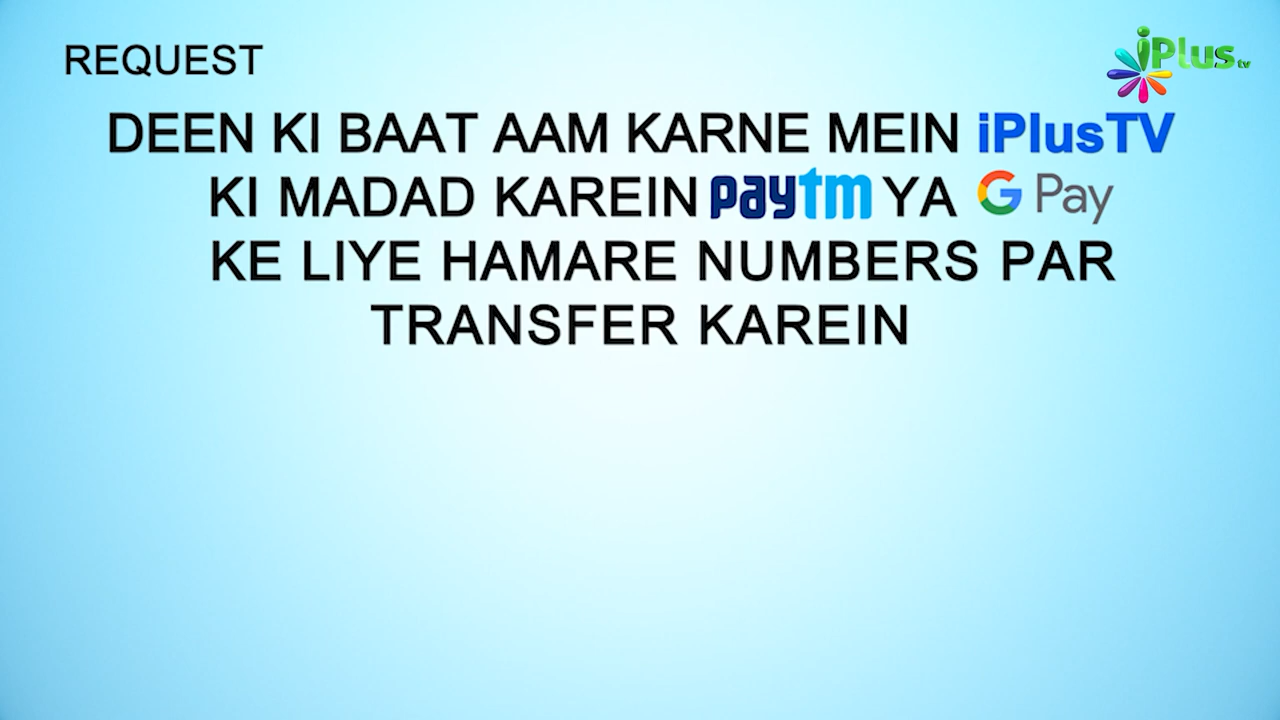 REQUEST
iPlus tv
DEEN KI BAAT AAM KARNE MEIN iPlusTV
KI MADAD KAREIN paytm YA G Pay
KE LIYE HAMARE NUMBERS PAR
TRANSFER KAREIN